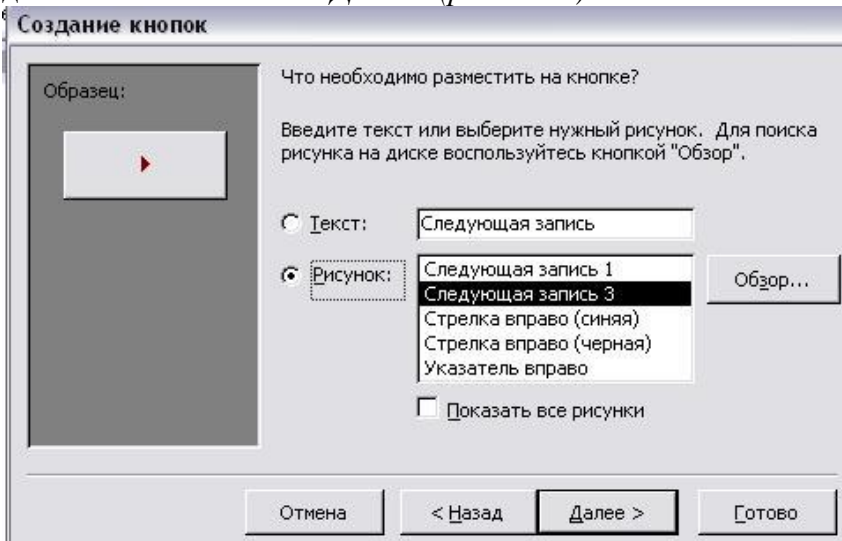 Создание кнопок
Образец:
Что необходимо разместить на кнопке?
Введите текст или выберите нужный рисунок. Для поиска
рисунка на диске воспользуйтесь кнопкой "Обзор".
Текст:
Следующая запись
Рисунок:
Следующая запись 1
Следующая запись 3
Стрелка вправо (синяя)
Стрелка вправо (черная)
Указатель вправо
Обзор...
Показать все рисунки
Отмена
< Назад
Далее >
Готово